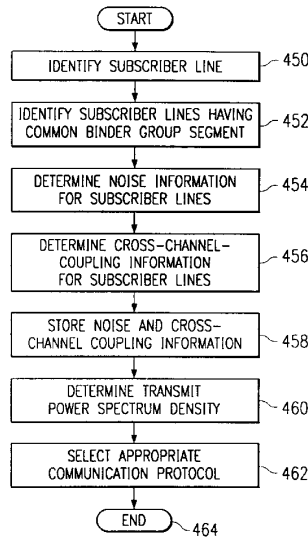 START
IDENTIFY SUBSCRIBER LINE
450
IDENTIFY SUBSCRIBER LINES HAVING
COMMON BINDER GROUP SEGMENT
452
DETERMINE NOISE INFORMATION
FOR SUBSCRIBER LINES
454
DETERMINE CROSS-CHANNEL-
COUPLING INFORMATION
FOR SUBSCRIBER LINES
456
STORE NOISE AND CROSS-
CHANNEL COUPLING INFORMATION
458
DETERMINE TRANSMIT
POWER SPECTRUM DENSITY
460
SELECT APPROPRIATE
COMMUNICATION PROTOCOL
462
END
464